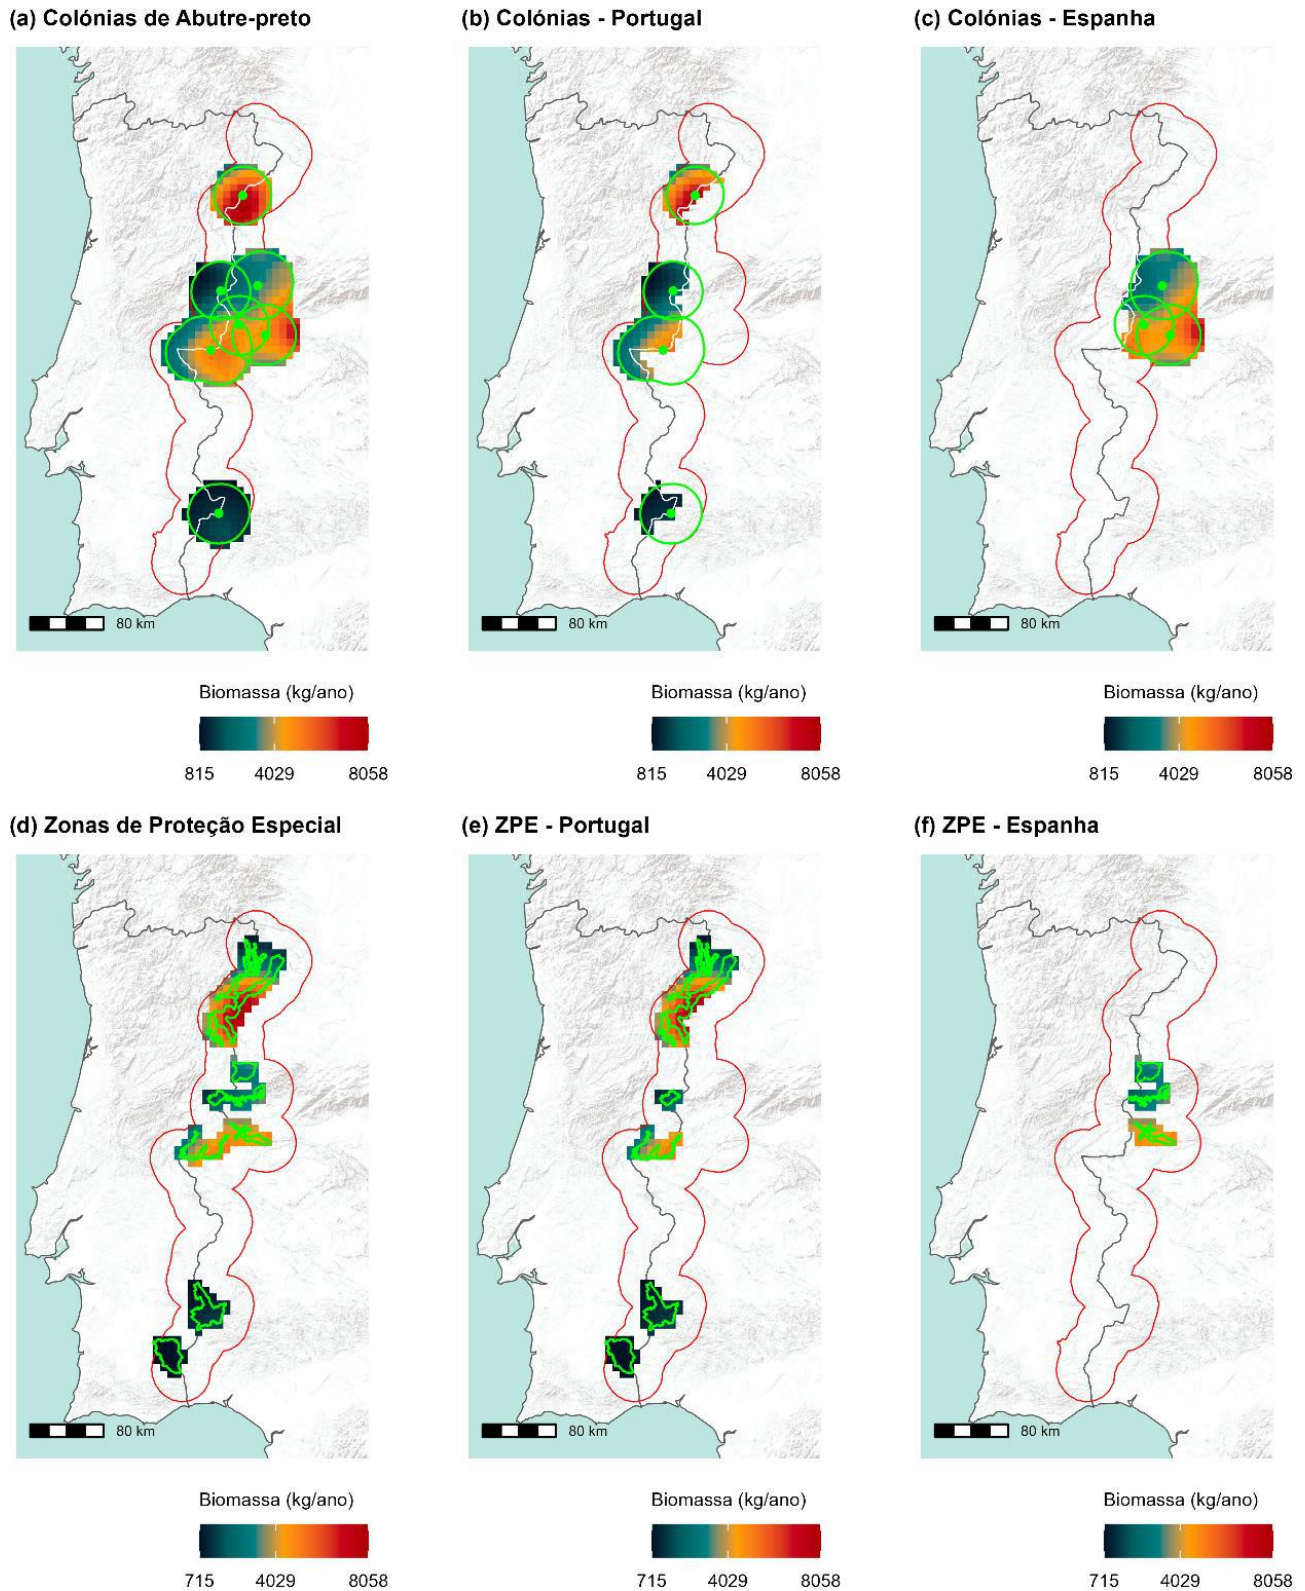 (a) Colónias de Abutre-preto
(b) Colónias - Portugal
(c) Colónias - Espanha
80 km
80 km
80 km
Biomassa (kg/ano)
Biomassa (kg/ano)
Biomassa (kg/ano)
815 4029 8058
815 4029 8058
815 4029 8058
(d) Zonas de Proteção Especial
(e) ZPE - Portugal
(f) ZPE - Espanha
80 km
80 km
80 km
Biomassa (kg/ano)
Biomassa (kg/ano)
Biomassa (kg/ano)
715 4029 8058
715 4029 8058
715 4029 8058